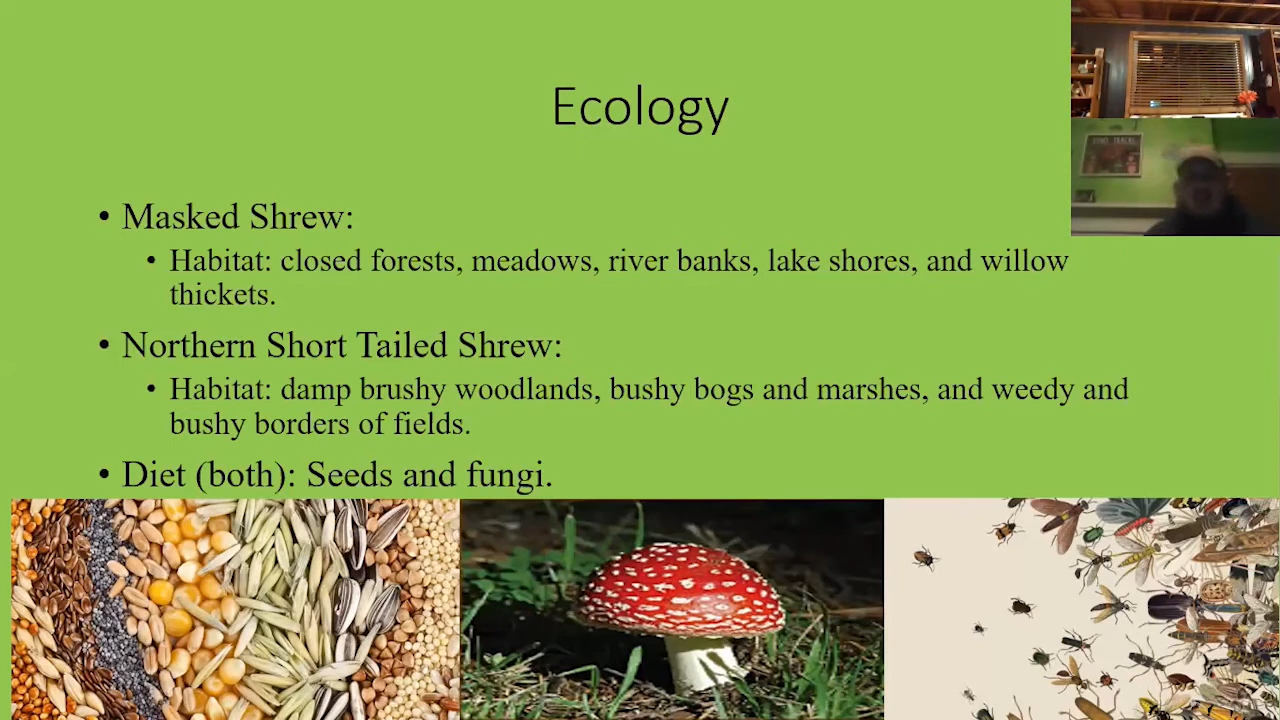 Ecology
• Masked Shrew:
• Habitat: closed forests, meadows, river banks, lake shores, and willow
thickets.
• Northern Short Tailed Shrew:
• Habitat: damp brushy woodlands, bushy bogs and marshes, and weedy and
bushy borders of fields.
• Diet (both): Seeds and fungi.